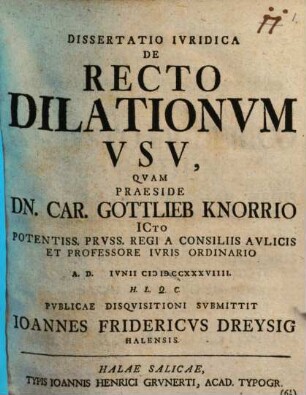 DISSERTATIO IVRIDICA
DE
RECTO
DILATIONVM
VSV,
QVAM
PRAESIDE
DN. CAR. GOTTLIEB KNORRIO
ICto
POTENTISS. PRVSS. REGI A CONSILIIS AVLICIS
ET PROFESSORE IVRIS ORDINARIO
A. D. IVNII CIƆ IƆCCXXXVIIII.
H. L. Q. C.
PVBLICAE DISQVISITIONI SVBMITTIT
IOANNES FRIDERICVS DREYSIG
HALENSIS.
HALAE SALICAE,
TYPIS IOANNIS HENRICI GRVNERTI, ACAD. TYPOGR.